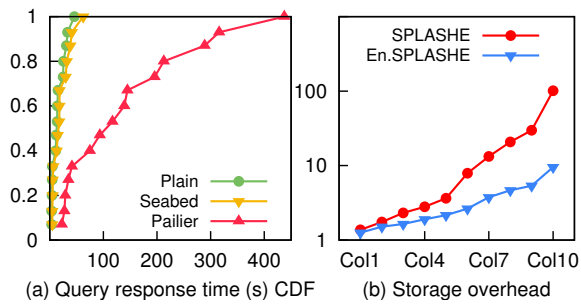 1
0.8
0.6
0.4
0.2
0
Plain
Seabed
Pailier
100 200 300 400
(a) Query response time (s) CDF
SPLASHE
En.SPLASHE
100
10
1
Col1 Col4 Col7 Col10
(b) Storage overhead